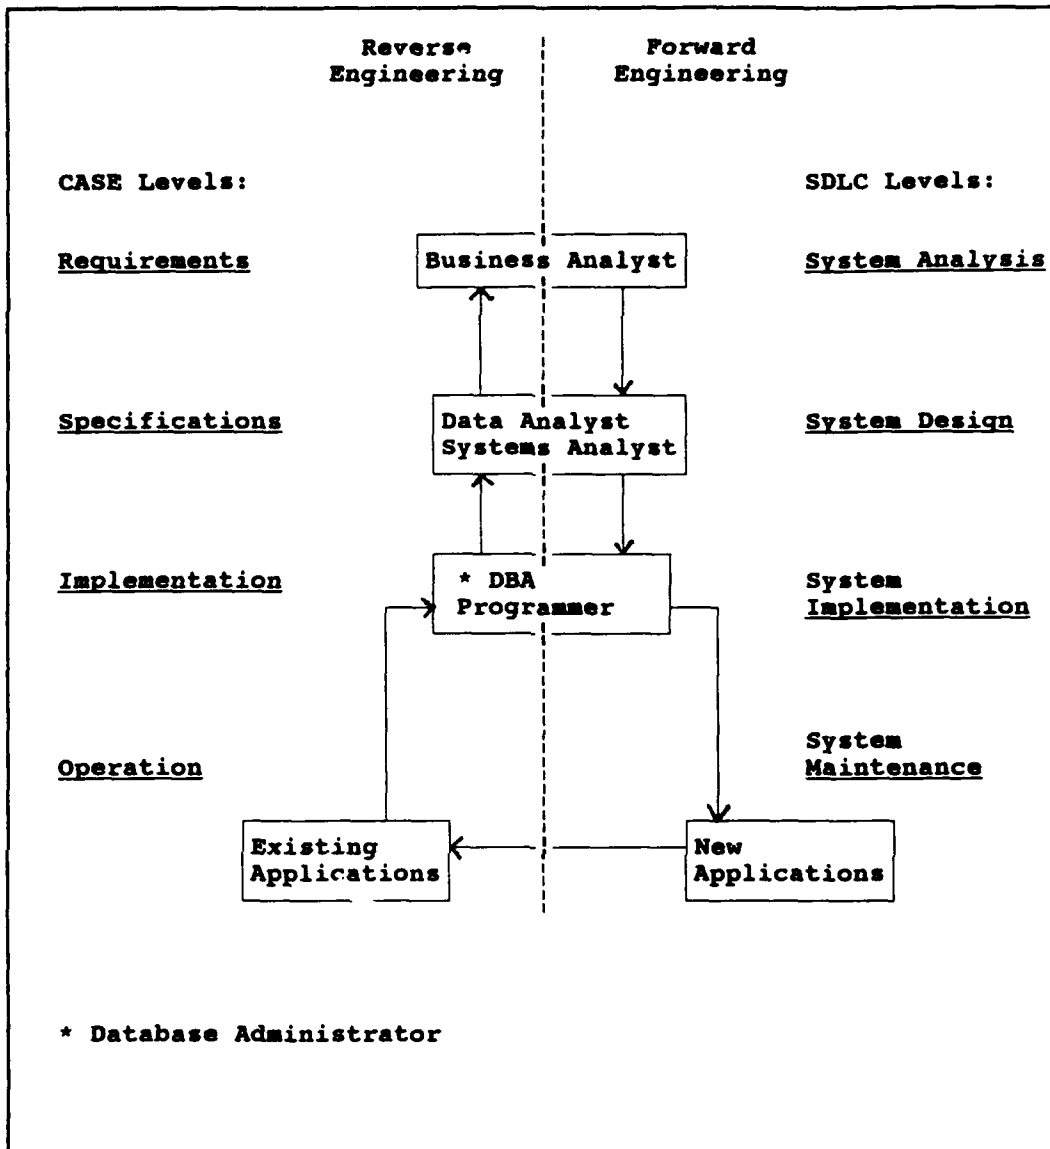 Reverse
Engineering
Forward
Engineering
CASE Levels:
SDLC Levels:
Requirements
Business Analyst
System Analysis
Specifications
Data Analyst
Systems Analyst
System Design
Implementation
* DBA
Programmer
System
Implementation
Operation
System
Maintenance
Existing
Applications
New
Applications
* Database Administrator